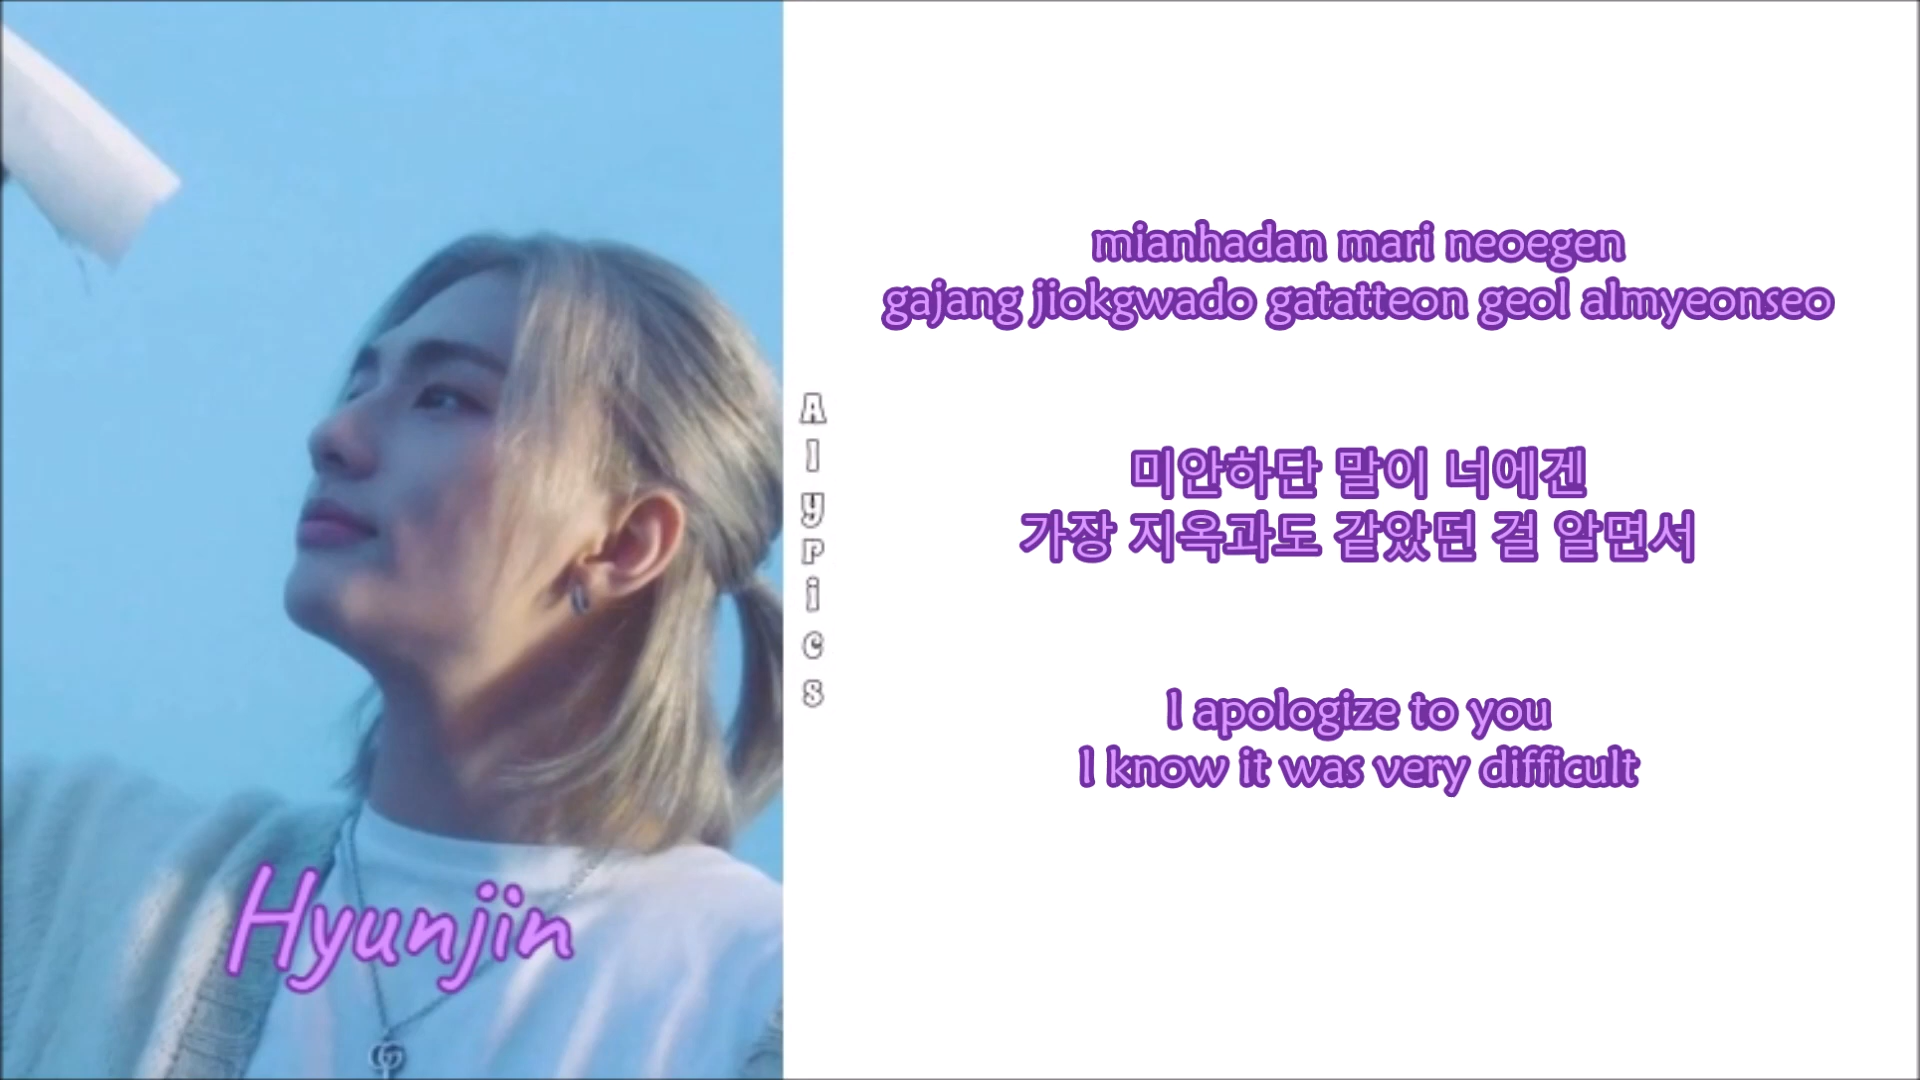 Hyunjin
Alyrics
mianhadan mari neoegen
gajang jiokgwado gatatteon geol almyeonseo
미안하단 말이 너에겐
가장 지옥과도 같았던 걸 알면서
I apologize to you
I know it was very difficult